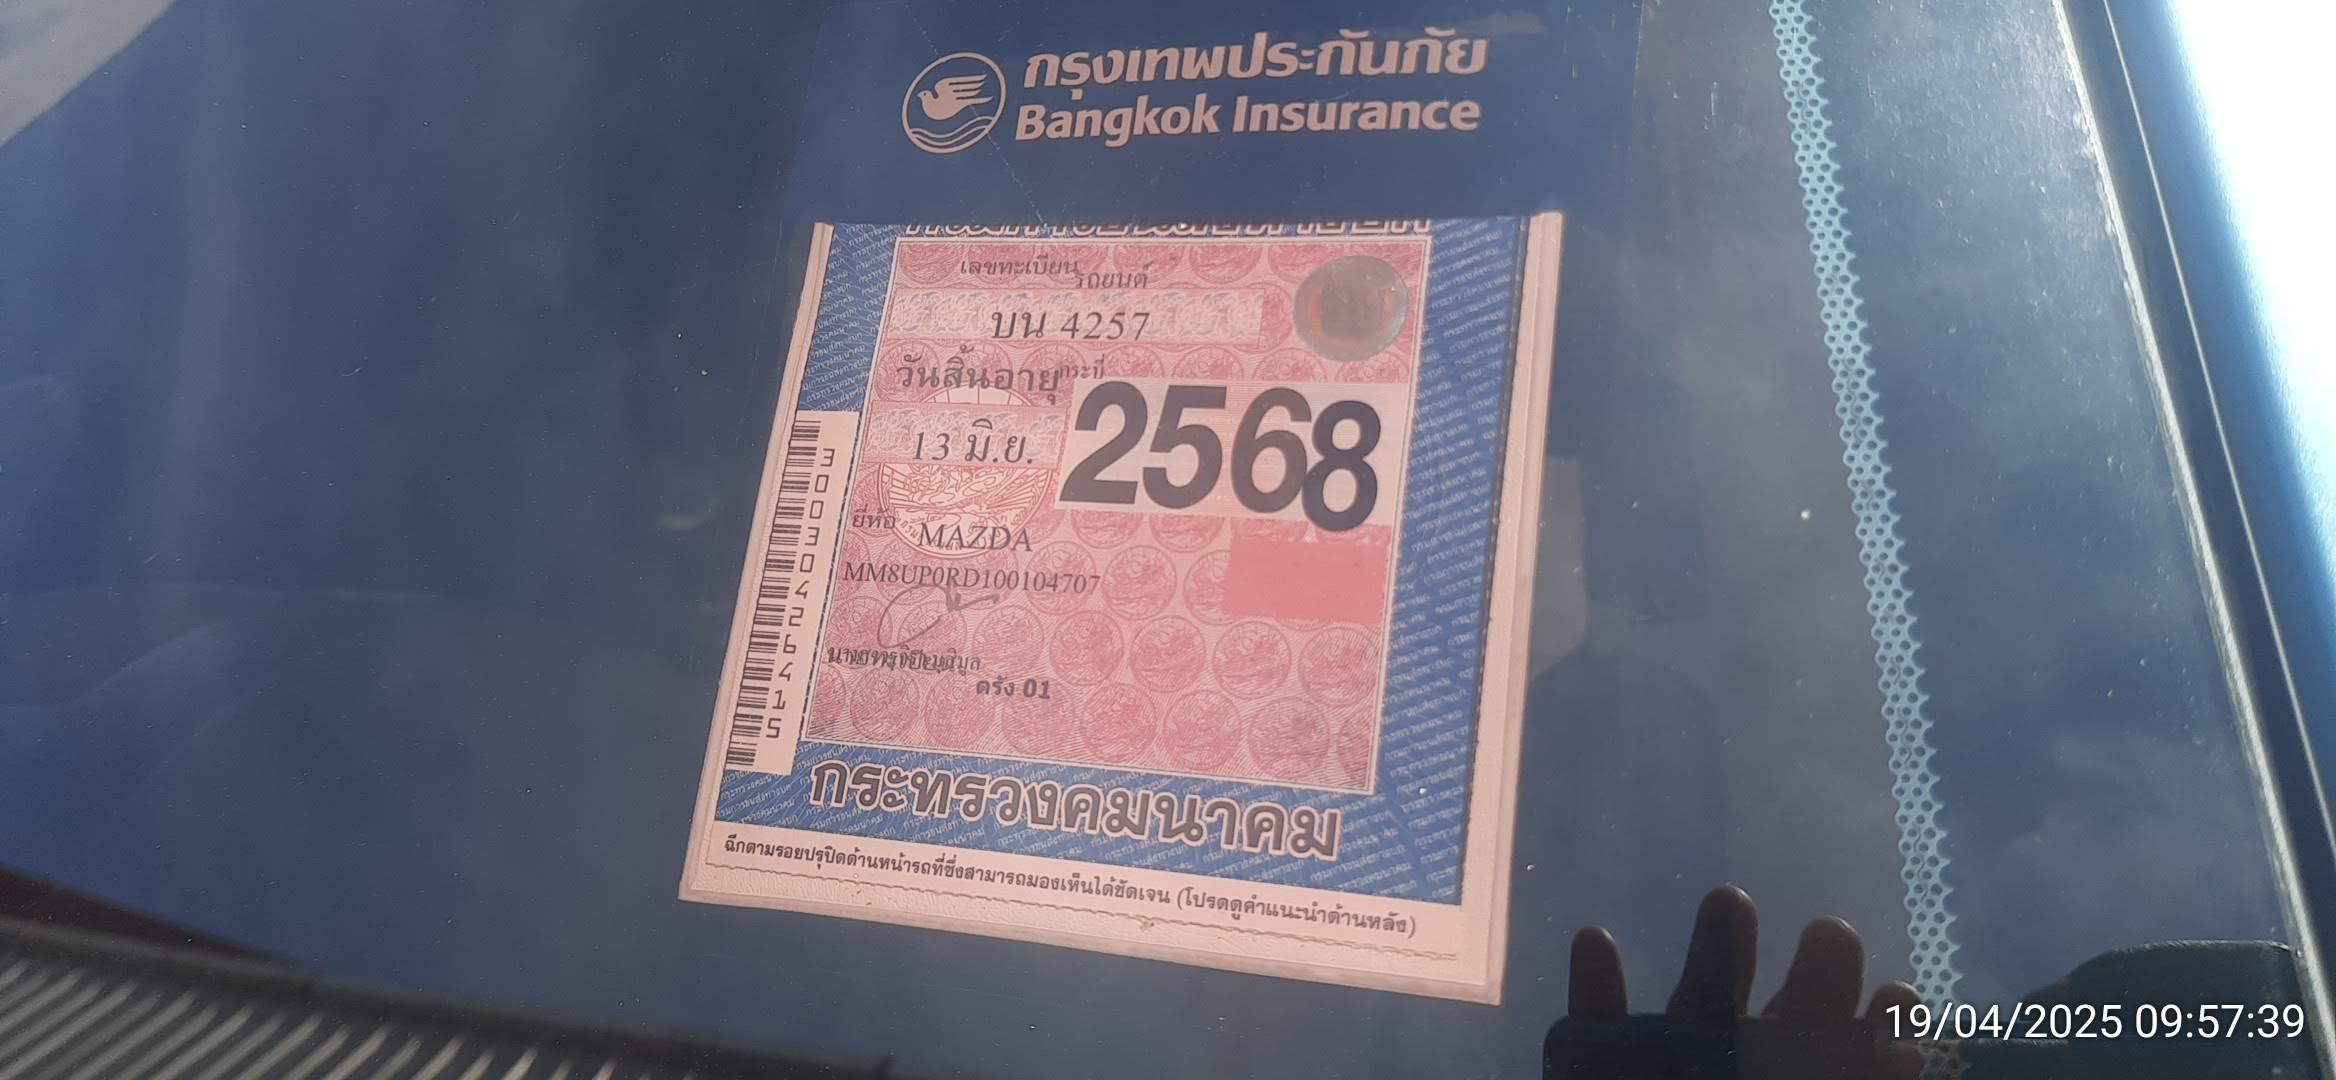 กรุงเทพประกันภัย
Bangkok Insurance
เลขทะเบียน รถยนต์
บน 4257
กระบี่
วันสิ้นอายุ
13 มิ.ย. 2568
ยี่ห้อ MAZDA
MM8UP0RD100104707
ครั้ง 01
30030426415
กระทรวงคมนาคม
ฉีกตามรอยปรุปิดด้านหน้ารถที่ซึ่งสามารถมองเห็นได้ชัดเจน (โปรดดูคำแนะนำด้านหลัง)
19/04/2025 09:57:39